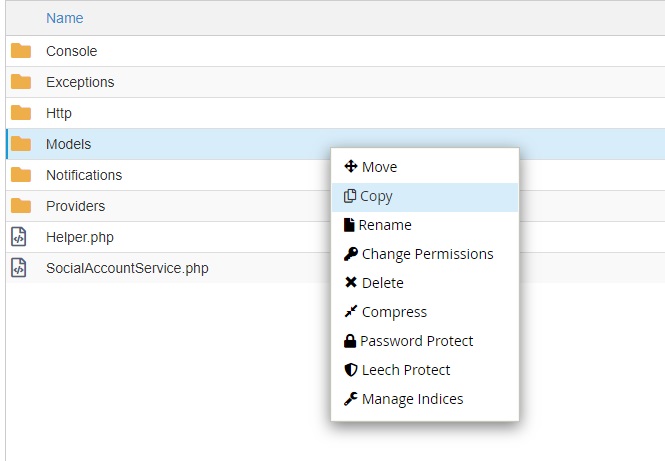 Name
Console
Exceptions
Http
Models
Notifications
Providers
Helper.php
SocialAccountService.php
Move
Copy
Rename
Change Permissions
Delete
Compress
Password Protect
Leech Protect
Manage Indices